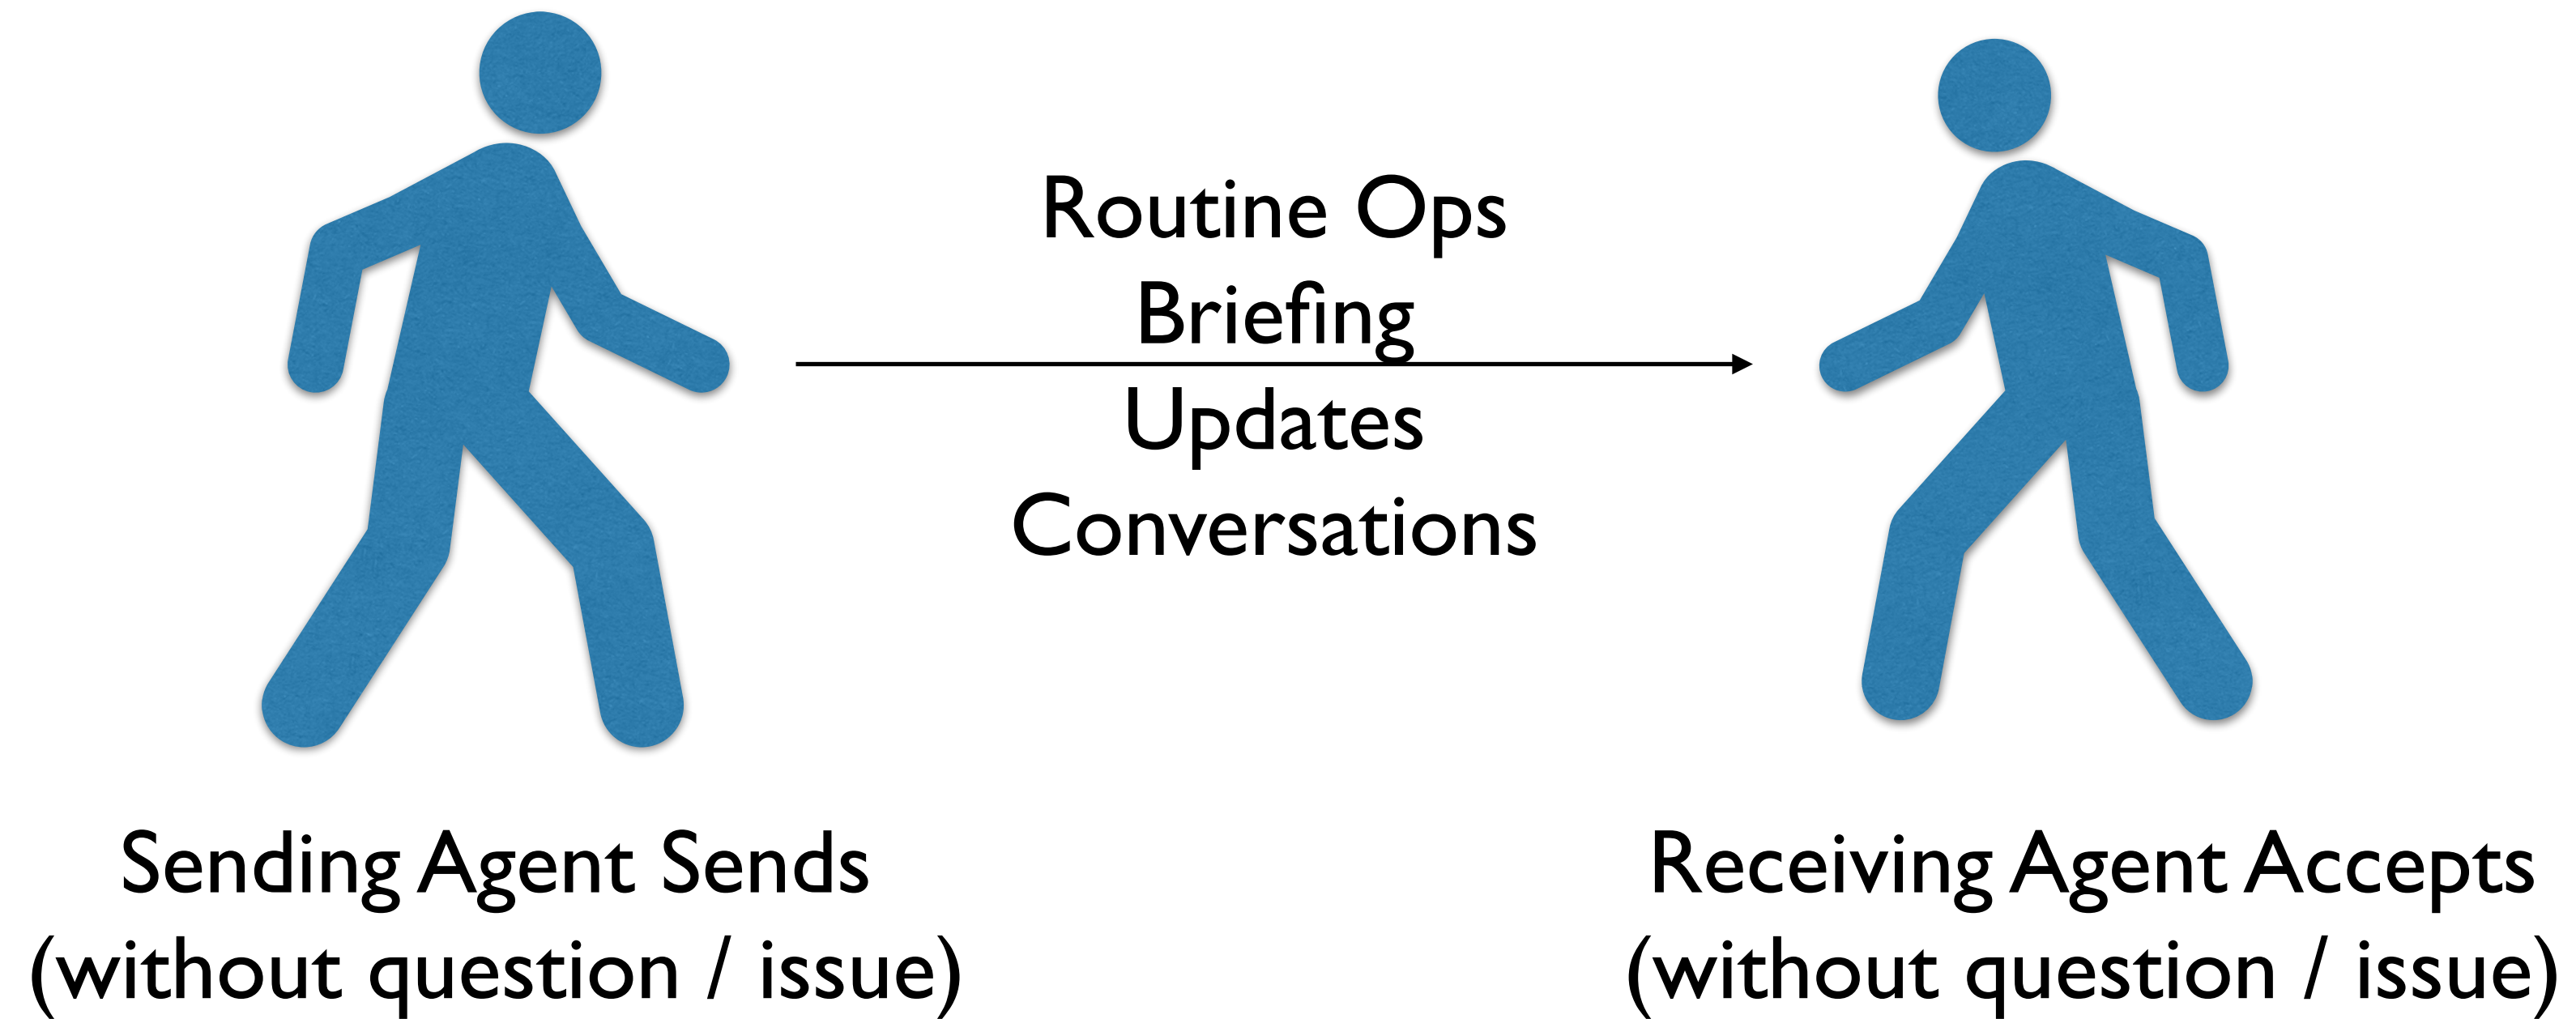 Routine Ops
Briefing
Updates
Conversations
Sending Agent Sends
(without question / issue)
Receiving Agent Accepts
(without question / issue)